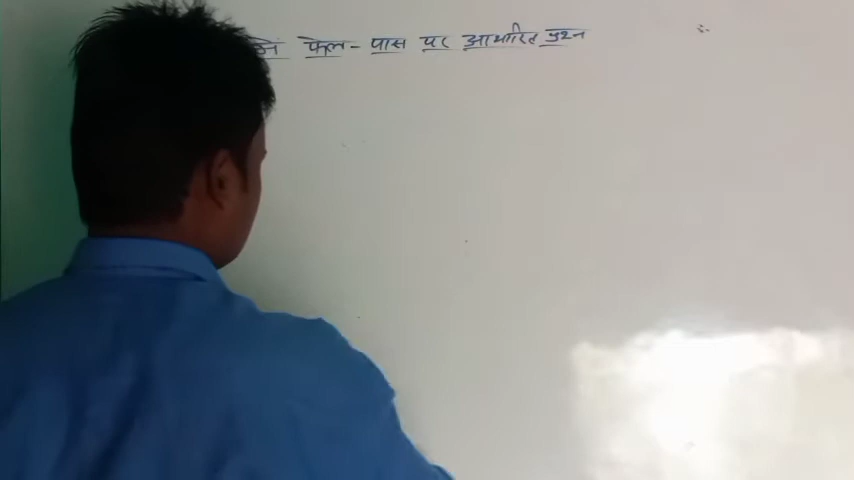 में फेल - पास पर आधारित प्रश्न :-